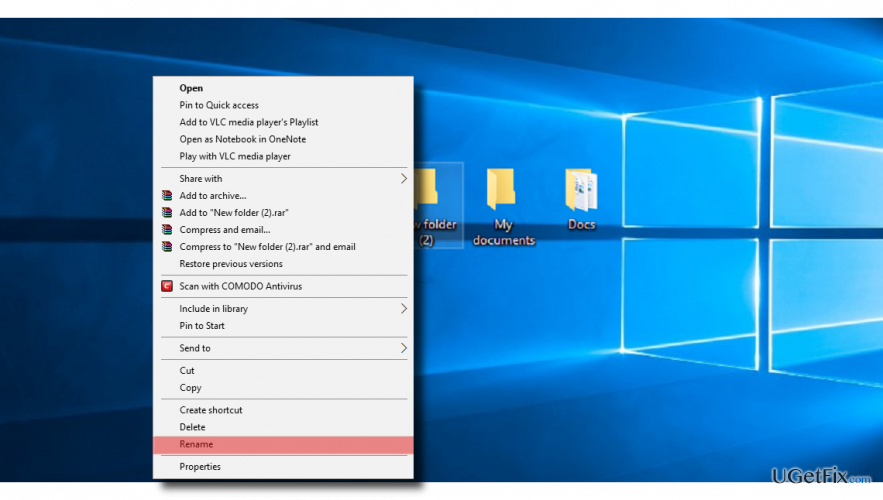 Open
Pin to Quick access
Add to VLC media player's Playlist
Open as Notebook in OneNote
Play with VLC media player
Share with
Add to archive...
Add to "New folder (2).rar"
Compress and email...
Compress to "New folder (2).rar" and email
Restore previous versions
Scan with COMODO Antivirus
Include in library
Pin to Start
Send to
Cut
Copy
Create shortcut
Delete
Rename
Properties
w folder
(2)
My
documents
Docs
UGetFix.com